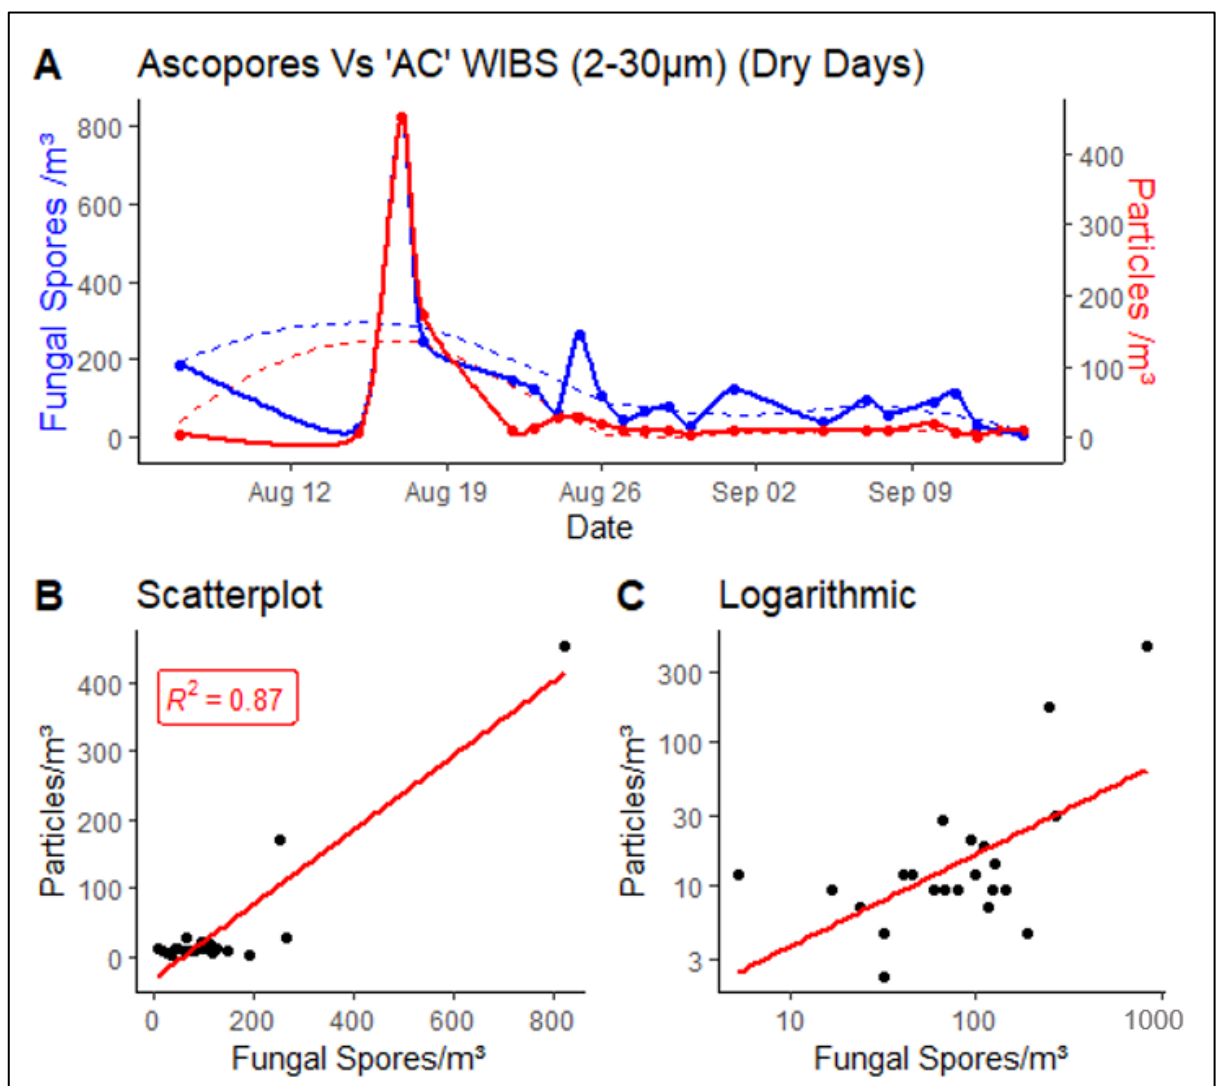 A Ascopores Vs 'AC' WIBS (2-30µm) (Dry Days)
Fungal Spores /m³
800
600
400
200
0
400
300
200
100
0
Particles /m³
Aug 12 Aug 19 Aug 26 Sep 02 Sep 09
Date
B Scatterplot
R² = 0.87
Particles/m³
400
300
200
100
0
0 200 400 600 800
Fungal Spores/m³
C Logarithmic
Particles/m³
300
100
30
10
3
10 100 1000
Fungal Spores/m³